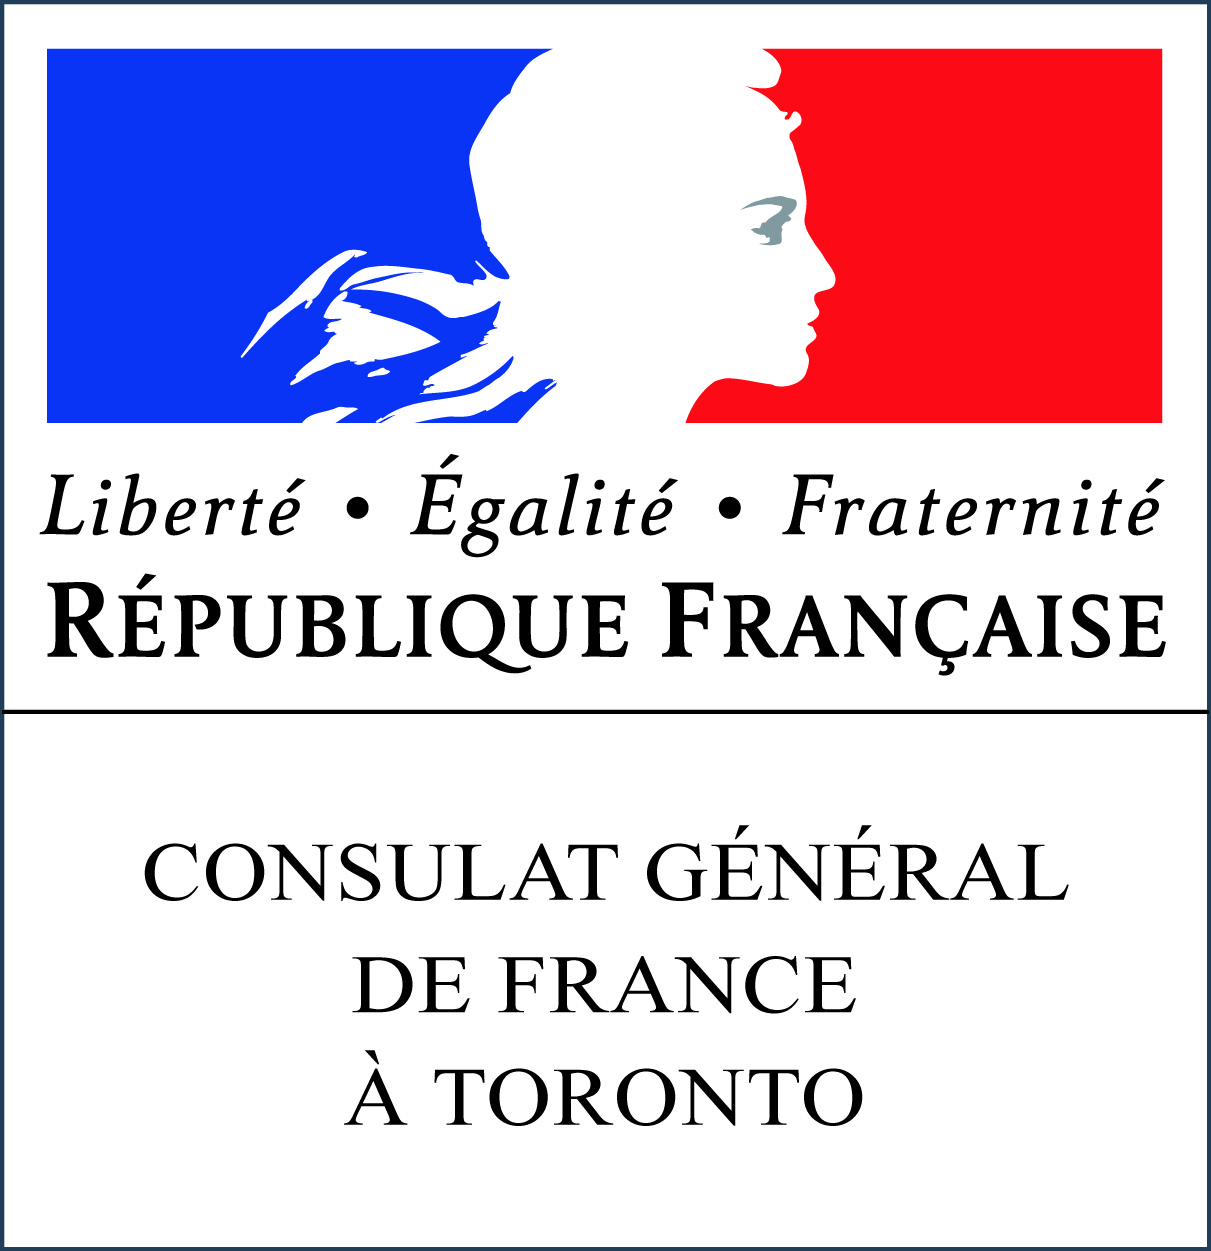 Liberté • Égalité • Fraternité
RÉPUBLIQUE FRANÇAISE
CONSULAT GÉNÉRAL
DE FRANCE
À TORONTO